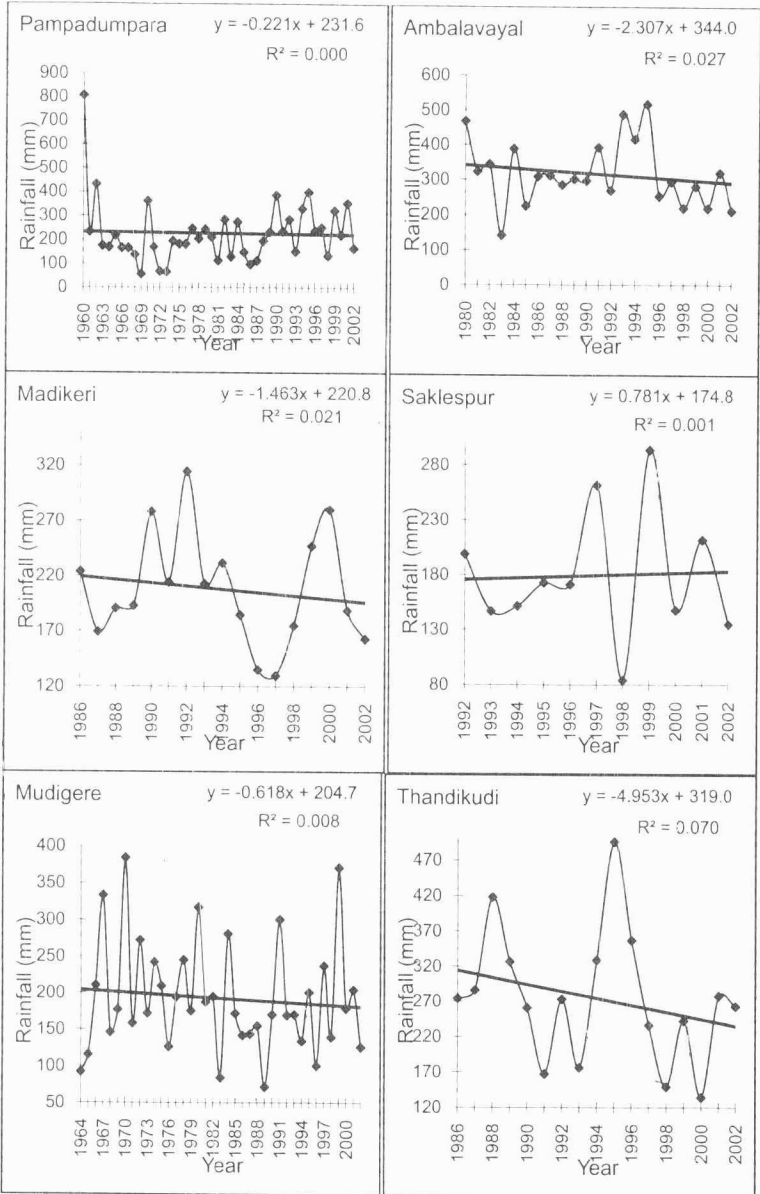 Pampadumpara
y = -0.221x + 231.6
R² = 0.000
900
800
700
600
500
400
300
200
100
0
Rainfall (mm)
1960 1963 1966 1969 1972 1975 1978 1981 1984 1987 1990 1993 1996 1999 2002
Year
Ambalavayal
y = -2.307x + 344.0
R² = 0.027
600
500
400
300
200
100
0
Rainfall (mm)
1980 1982 1984 1986 1988 1990 1992 1994 1996 1998 2000 2002
Year
Madikeri
y = -1.463x + 220.8
R² = 0.021
320
270
220
170
120
Rainfall (mm)
1986 1988 1990 1992 1994 1996 1998 2000 2002
Year
Saklespur
y = 0.781x + 174.8
R² = 0.001
280
230
180
130
80
Rainfall (mm)
1992 1993 1994 1995 1996 1997 1998 1999 2000 2001 2002
Year
Mudigere
y = -0.618x + 204.7
R² = 0.008
400
350
300
250
200
150
100
50
Rainfall (mm)
1964 1967 1970 1973 1976 1979 1982 1985 1988 1991 1994 1997 2000
Year
Thandikudi
y = -4.953x + 319.0
R² = 0.070
470
420
370
320
270
220
170
120
Rainfall (mm)
1986 1988 1990 1992 1994 1996 1998 2000 2002
Year